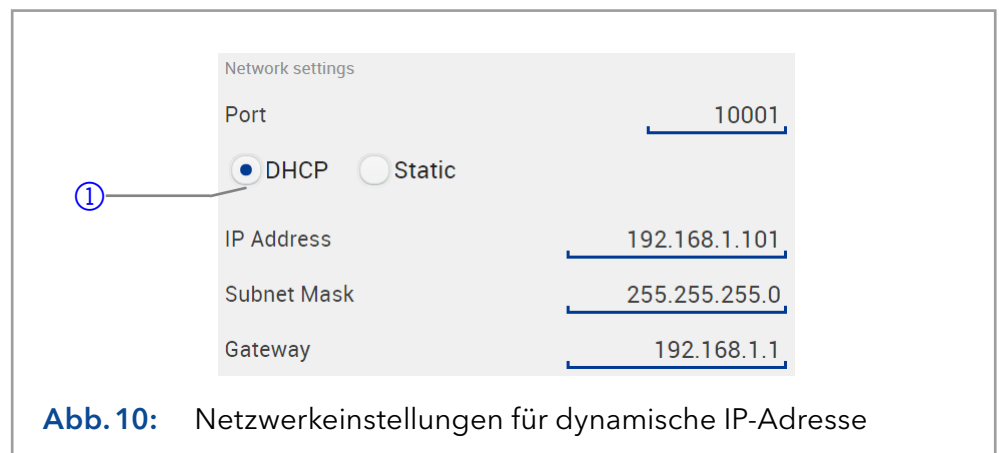 Network settings
Port 10001
DHCP Static
①
IP Address 192.168.1.101
Subnet Mask 255.255.255.0
Gateway 192.168.1.1
Abb. 10: Netzwerkeinstellungen für dynamische IP-Adresse